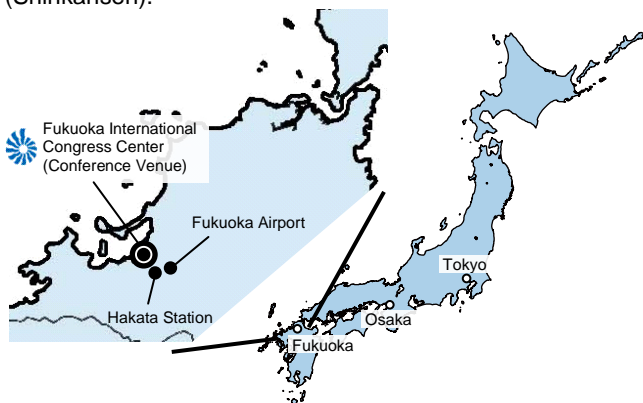 (Shinkansen).
Fukuoka International
Congress Center
(Conference Venue)
Fukuoka Airport
Hakata Station
Tokyo
Osaka
Fukuoka